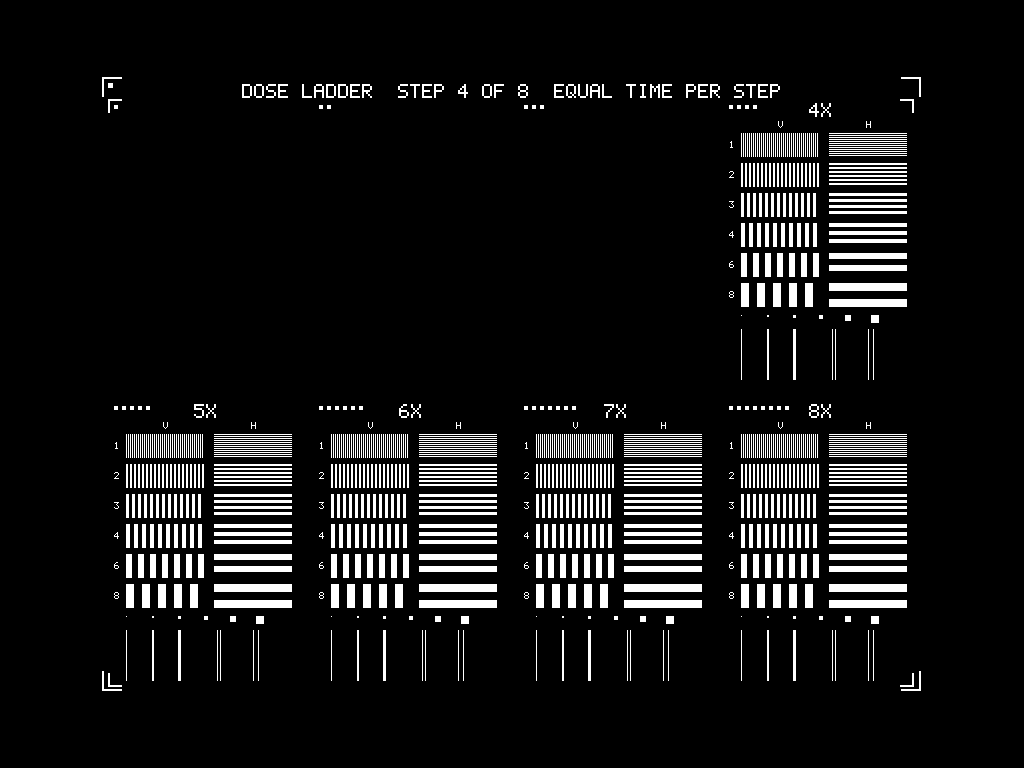 DOSE LADDER  STEP 4 OF 8  EQUAL TIME PER STEP
4X
V H
1
2
3
4
6
8
5X 6X 7X 8X
V H V H V H V H
1 1 1 1
2 2 2 2
3 3 3 3
4 4 4 4
6 6 6 6
8 8 8 8